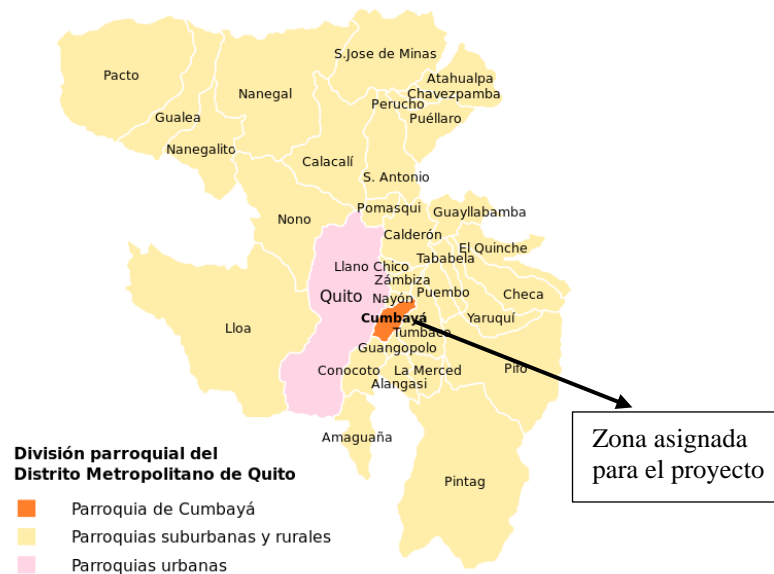 S.Jose de Minas
Pacto
Atahualpa
Nanegal
Chavezpamba
Perucho
Gualea
Puéllaro
Nanegalito
Calacalí
S. Antonio
Pomasqui
Guayllabamba
Nono
Calderón
El Quinche
Tababela
Llano Chico
Zámbiza
Quito
Nayón
Puembo
Checa
Cumbayá
Yaruquí
Lloa
Tumbaco
Guangopolo
Conocoto
La Merced
Pifo
Alangasi
Amaguaña
Zona asignada
para el proyecto
División parroquial del
Distrito Metropolitano de Quito
Pintag
Parroquia de Cumbayá
Parroquias suburbanas y rurales
Parroquias urbanas